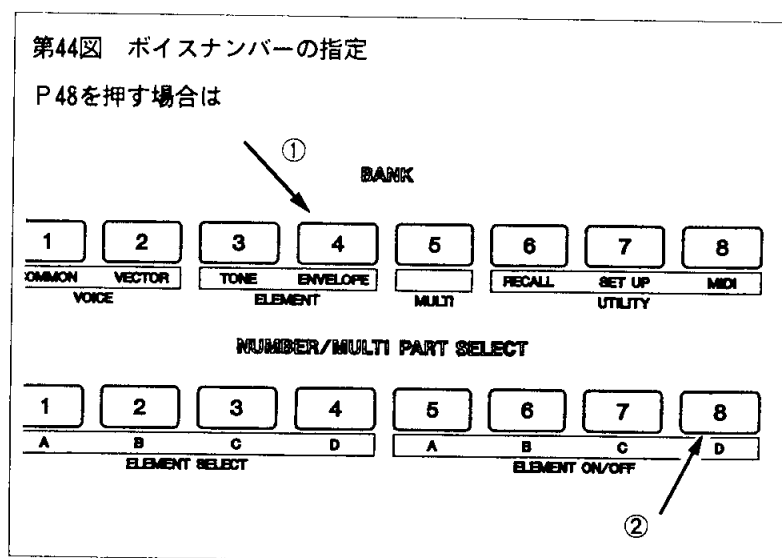 第44図 ボイスナンバーの指定
P48を押す場合は
①
BANK
1 2 3 4 5 6 7 8
COMMON VECTOR TONE ENVELOPE RECALL SET UP MIDI
VOICE ELEMENT MULTI UTILITY
NUMBER/MULTI PART SELECT
1 2 3 4 5 6 7 8
A B C D A B C D
ELEMENT SELECT ELEMENT ON/OFF
②